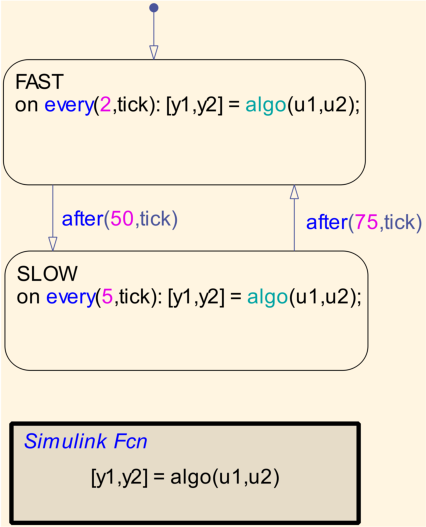 FAST
on every(2,tick): [y1,y2] = algo(u1,u2);
after(50,tick)
after(75,tick)
SLOW
on every(5,tick): [y1,y2] = algo(u1,u2);
Simulink Fcn
[y1,y2] = algo(u1,u2)